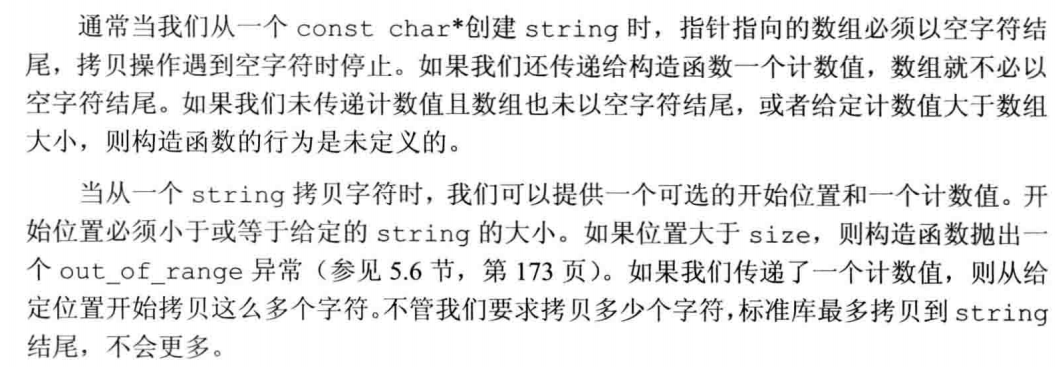 通常当我们从一个 const char*创建 string 时，指针指向的数组必须以空字符结
尾，拷贝操作遇到空字符时停止。如果我们还传递给构造函数一个计数值，数组就不必以
空字符结尾。如果我们未传递计数值且数组也未以空字符结尾，或者给定计数值大于数组
大小，则构造函数的行为是未定义的。
当从一个 string 拷贝字符时，我们可以提供一个可选的开始位置和一个计数值。开
始位置必须小于或等于给定的 string 的大小。如果位置大于 size，则构造函数抛出一
个 out_of_range 异常（参见 5.6 节，第 173 页）。如果我们传递了一个计数值，则从给
定位置开始拷贝这么多个字符。不管我们要求拷贝多少个字符，标准库最多拷贝到 string
结尾，不会更多。